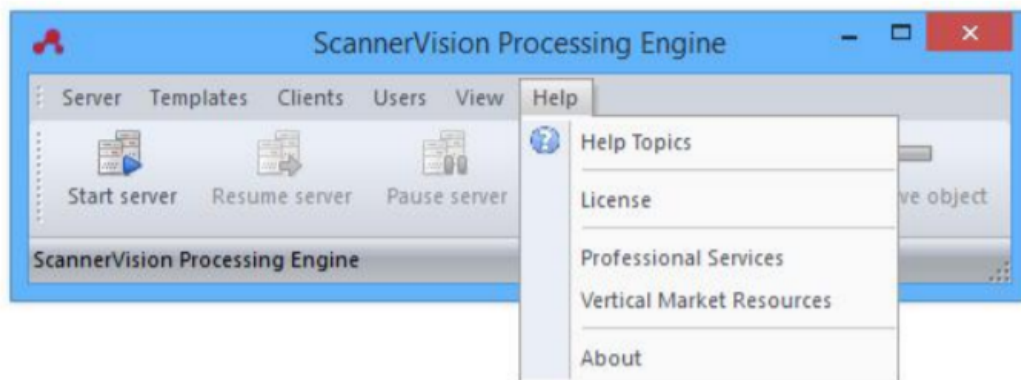 ScannerVision Processing Engine
Server Templates Clients Users View Help
Start server Resume server Pause server ve object
Help Topics
License
Professional Services
Vertical Market Resources
About
ScannerVision Processing Engine